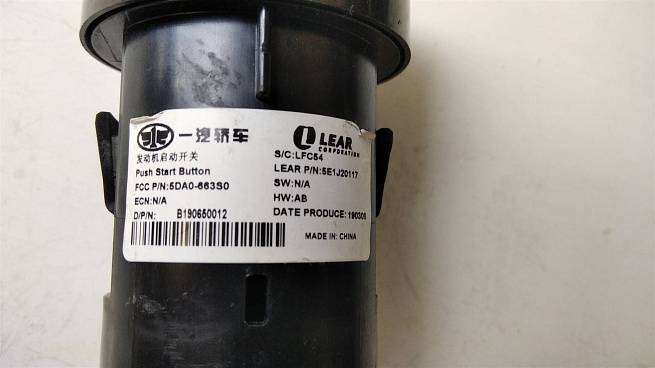 一汽轿车
发动机启动开关
Push Start Button
FCC P/N:5DA0-663S0
ECN:N/A
D/P/N: B190650012
LEAR
CORPORATION
S/C:LFC54
LEAR P/N:5E1J20117
SW:N/A
HW:AB
DATE PRODUCE: 190305
MADE IN: CHINA